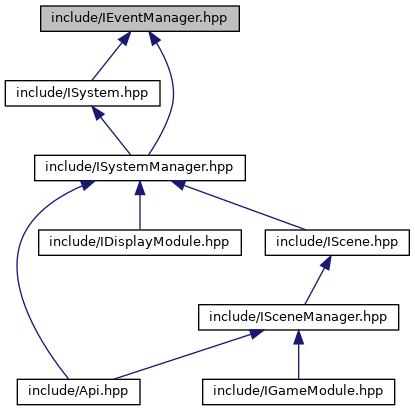 include/IEventManager.hpp
include/ISystem.hpp
include/ISystemManager.hpp
include/IDisplayModule.hpp
include/IScene.hpp
include/ISceneManager.hpp
include/Api.hpp
include/IGameModule.hpp